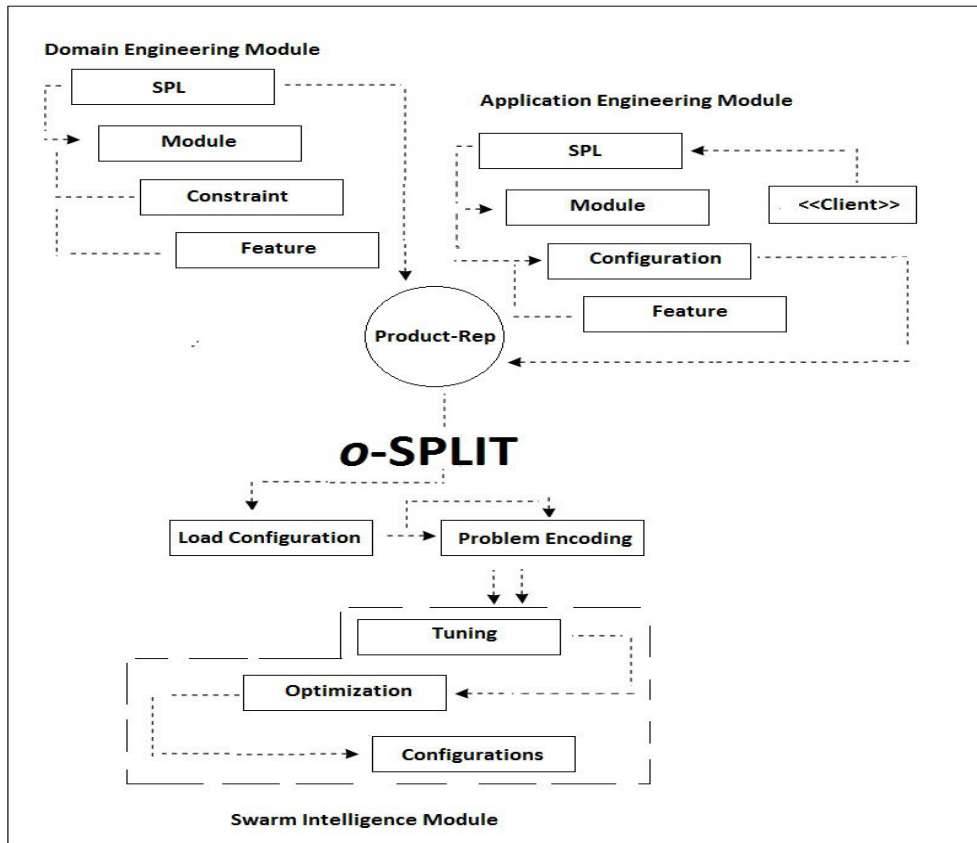 Domain Engineering Module
SPL
Module
Constraint
Feature
Application Engineering Module
SPL
Module
<<Client>>
Configuration
Feature
Product-Rep
o-SPLIT
Load Configuration
Problem Encoding
Tuning
Optimization
Configurations
Swarm Intelligence Module